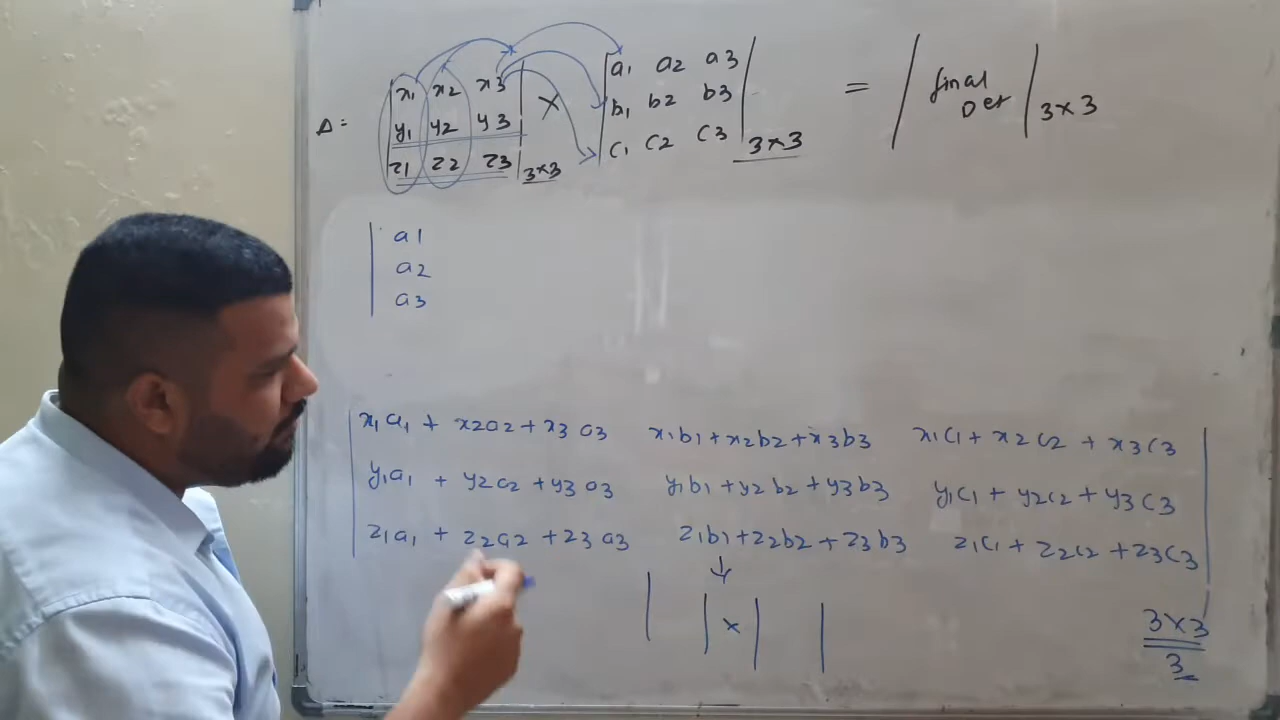 Δ = | x1 x2 x3 | × | a1 a2 a3 | = | final |
| y1 y2 y3 | | b1 b2 b3 | | Det | 3×3
| z1 z2 z3 | 3×3 | c1 c2 c3 | 3×3
| a1
a2
a3
| x1a1 + x2a2 + x3a3 x1b1 + x2b2 + x3b3 x1c1 + x2c2 + x3c3 |
y1a1 + y2a2 + y3a3 y1b1 + y2b2 + y3b3 y1c1 + y2c2 + y3c3
z1a1 + z2a2 + z3a3 z1b1 + z2b2 + z3b3 z1c1 + z2c2 + z3c3
↓
| | × | |
3×3
3